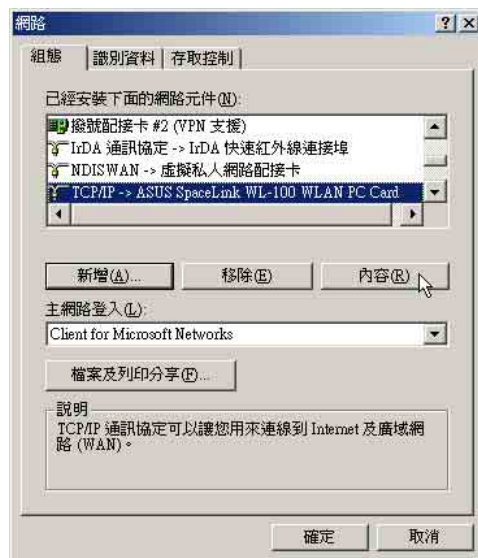 網路
組態
識別資料
存取控制
已經安裝下面的網路元件(N):
撥號配接卡 #2 (VPN 支援)
IrDA 通訊協定 -> IrDA 快速紅外線連接埠
NDISWAN -> 虛擬私人網路配接卡
TCP/IP -> ASUS SpaceLink WL-100 WLAN PC Card
新增(A)...
移除(E)
內容(R)
主網路登入(L):
Client for Microsoft Networks
檔案及列印分享(F)...
說明
TCP/IP 通訊協定可以讓您用來連線到 Internet 及廣域網
路 (WAN)。
確定
取消